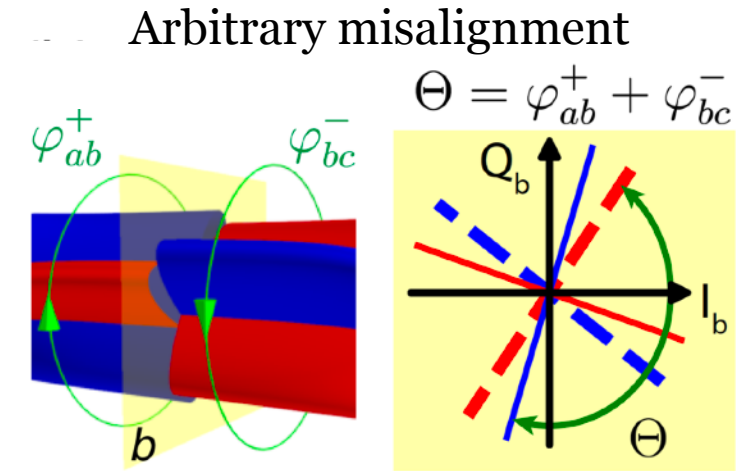 Arbitrary misalignment
Θ = φ⁺ab + φ⁻bc
φ⁺ab
φ⁻bc
b
Qb
Ib
Θ